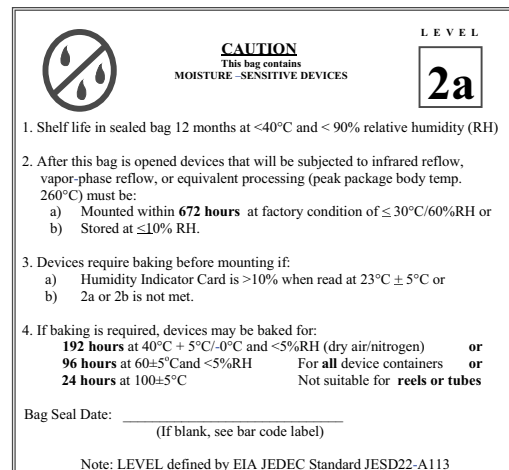 LEVEL
CAUTION
This bag contains
MOISTURE –SENSITIVE DEVICES
2a
1. Shelf life in sealed bag 12 months at <40°C and < 90% relative humidity (RH)
2. After this bag is opened devices that will be subjected to infrared reflow,
vapor-phase reflow, or equivalent processing (peak package body temp.
260°C) must be:
a) Mounted within 672 hours at factory condition of ≤ 30°C/60%RH or
b) Stored at ≤10% RH.
3. Devices require baking before mounting if:
a) Humidity Indicator Card is >10% when read at 23°C ± 5°C or
b) 2a or 2b is not met.
4. If baking is required, devices may be baked for:
192 hours at 40°C + 5°C/-0°C and <5%RH (dry air/nitrogen) or
96 hours at 60±5°Cand <5%RH For all device containers or
24 hours at 100±5°C Not suitable for reels or tubes
Bag Seal Date: ______________________________
(If blank, see bar code label)
Note: LEVEL defined by EIA JEDEC Standard JESD22-A113